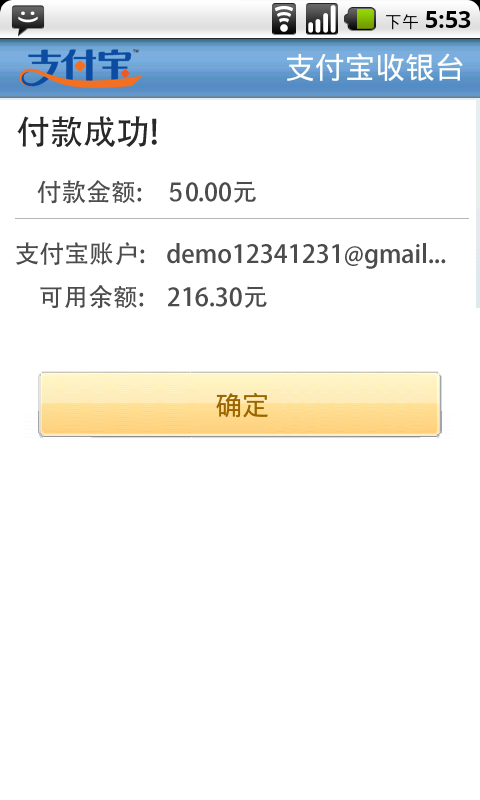 下午 5:53
支付宝™ 支付宝收银台
付款成功!
付款金额: 50.00元
支付宝账户: demo12341231@gmail...
可用余额: 216.30元
确定